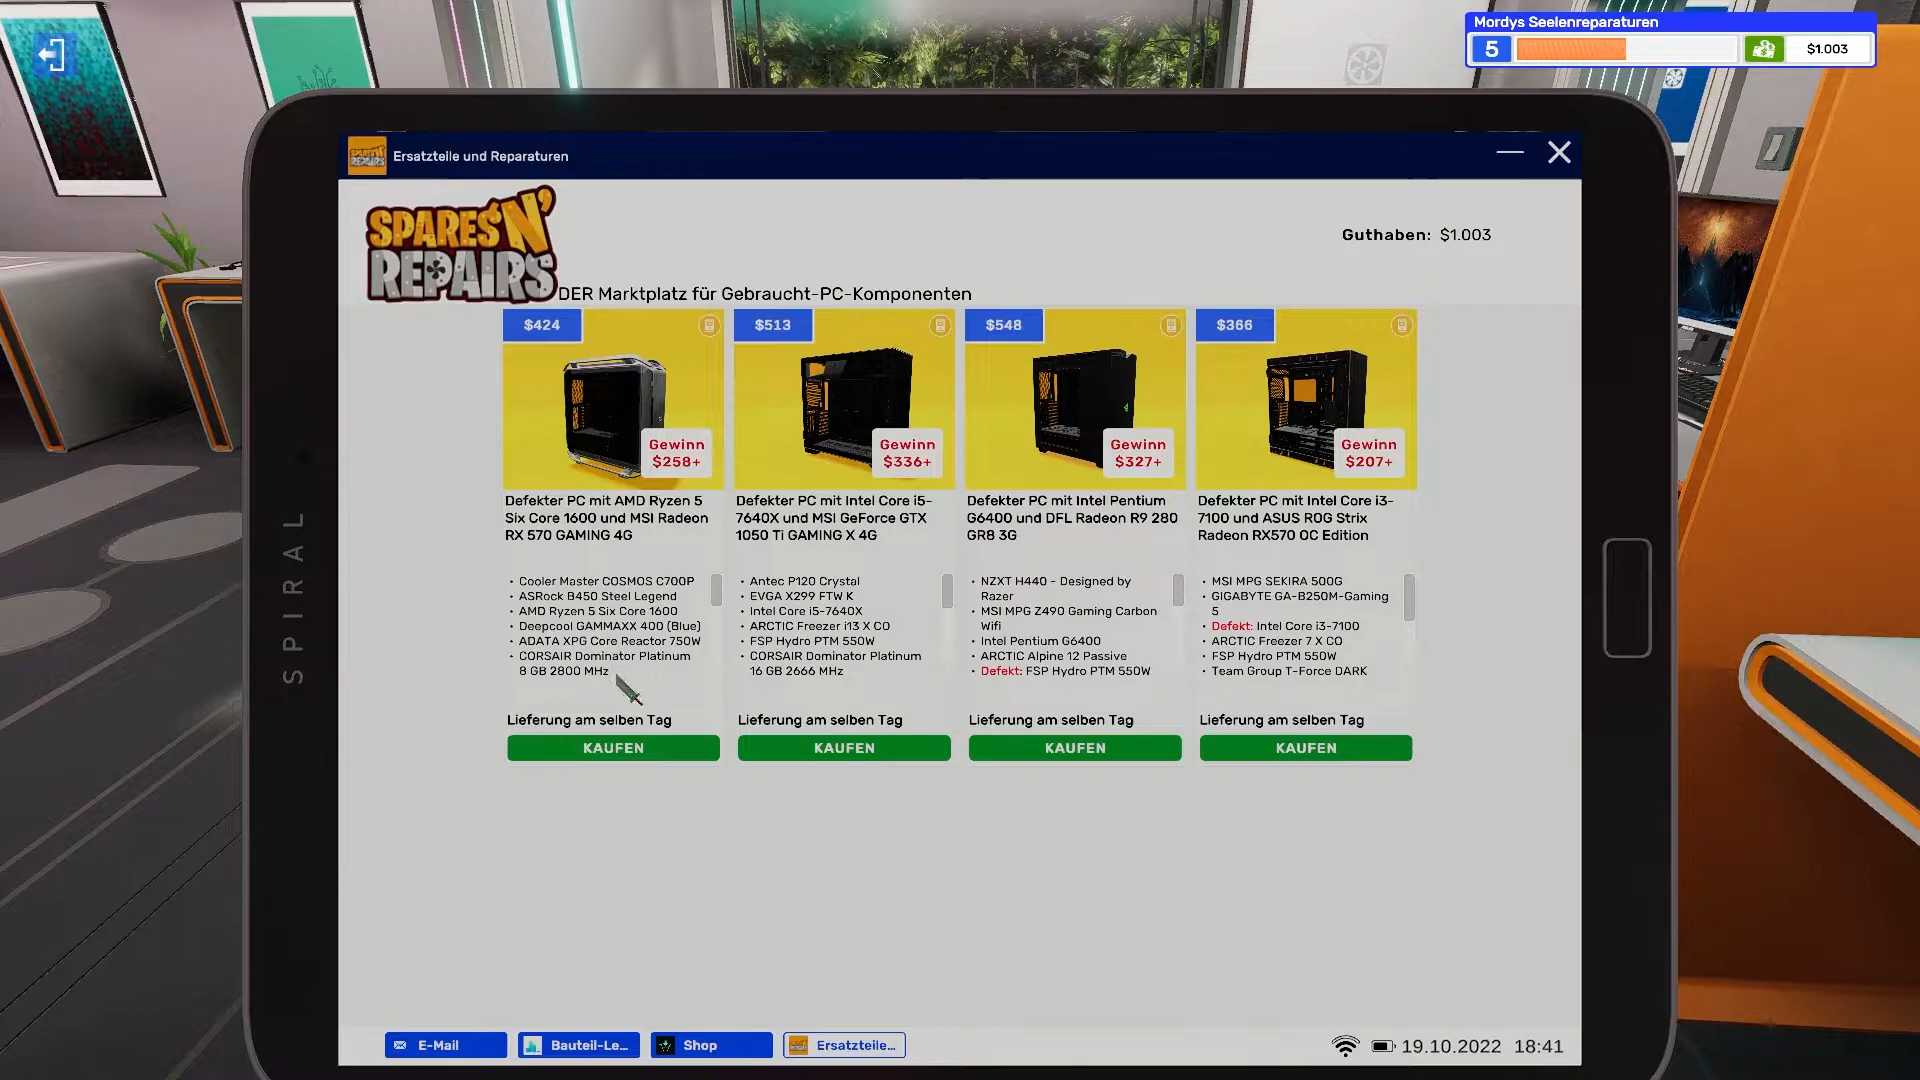 Mordys Seelenreparaturen
5
$1.003
SPARES N' REPAIRS
Ersatzteile und Reparaturen
SPARES N'
REPAIRS
Guthaben: $1.003
DER Marktplatz für Gebraucht-PC-Komponenten
$424
Gewinn
$258+
Defekter PC mit AMD Ryzen 5
Six Core 1600 und MSI Radeon
RX 570 GAMING 4G
• Cooler Master COSMOS C700P
• ASRock B450 Steel Legend
• AMD Ryzen 5 Six Core 1600
• Deepcool GAMMAXX 400 (Blue)
• ADATA XPG Core Reactor 750W
• CORSAIR Dominator Platinum
8 GB 2800 MHz
Lieferung am selben Tag
KAUFEN
$513
Gewinn
$336+
Defekter PC mit Intel Core i5-
7640X und MSI GeForce GTX
1050 Ti GAMING X 4G
• Antec P120 Crystal
• EVGA X299 FTW K
• Intel Core i5-7640X
• ARCTIC Freezer i13 X CO
• FSP Hydro PTM 550W
• CORSAIR Dominator Platinum
16 GB 2666 MHz
Lieferung am selben Tag
KAUFEN
$548
Gewinn
$327+
Defekter PC mit Intel Pentium
G6400 und DFL Radeon R9 280
GR8 3G
• NZXT H440 - Designed by
Razer
• MSI MPG Z490 Gaming Carbon
Wifi
• Intel Pentium G6400
• ARCTIC Alpine 12 Passive
• Defekt: FSP Hydro PTM 550W
Lieferung am selben Tag
KAUFEN
$366
Gewinn
$207+
Defekter PC mit Intel Core i3-
7100 und ASUS ROG Strix
Radeon RX570 OC Edition
• MSI MPG SEKIRA 500G
• GIGABYTE GA-B250M-Gaming
5
• Defekt: Intel Core i3-7100
• ARCTIC Freezer 7 X CO
• FSP Hydro PTM 550W
• Team Group T-Force DARK
Lieferung am selben Tag
KAUFEN
SPIRAL
E-Mail
Bauteil-Le...
Shop
Ersatzteile...
19.10.2022 18:41